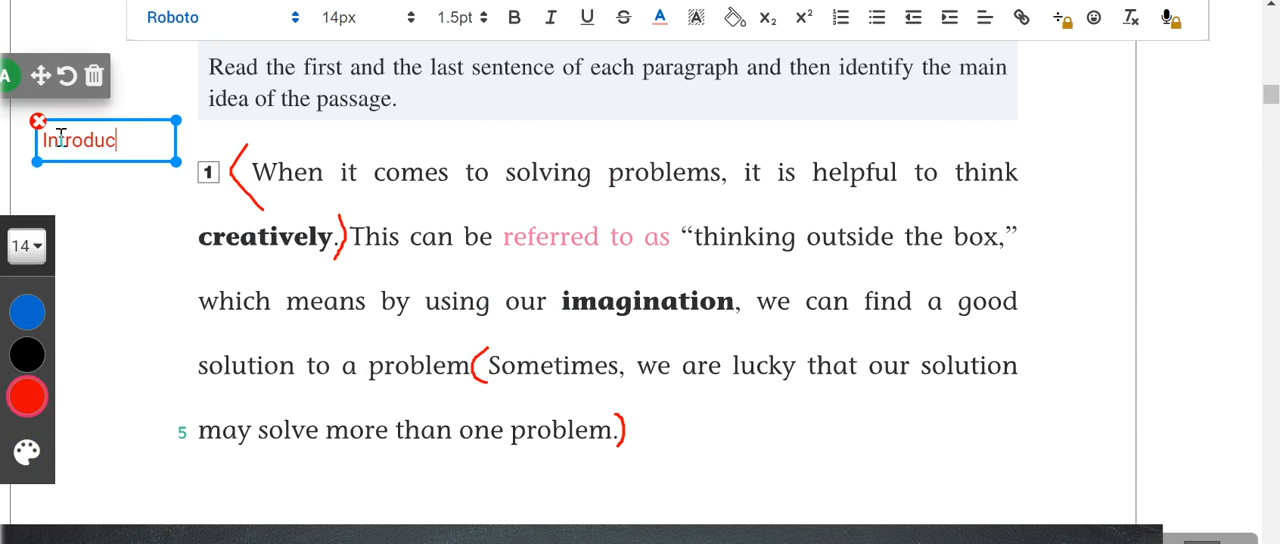 Roboto 14px 1.5pt B I U S A A X₂ X² Tx
Read the first and the last sentence of each paragraph and then identify the main
idea of the passage.
A
Introduc
1 When it comes to solving problems, it is helpful to think
creatively. This can be referred to as “thinking outside the box,”
which means by using our imagination, we can find a good
14
solution to a problem. Sometimes, we are lucky that our solution
5 may solve more than one problem.